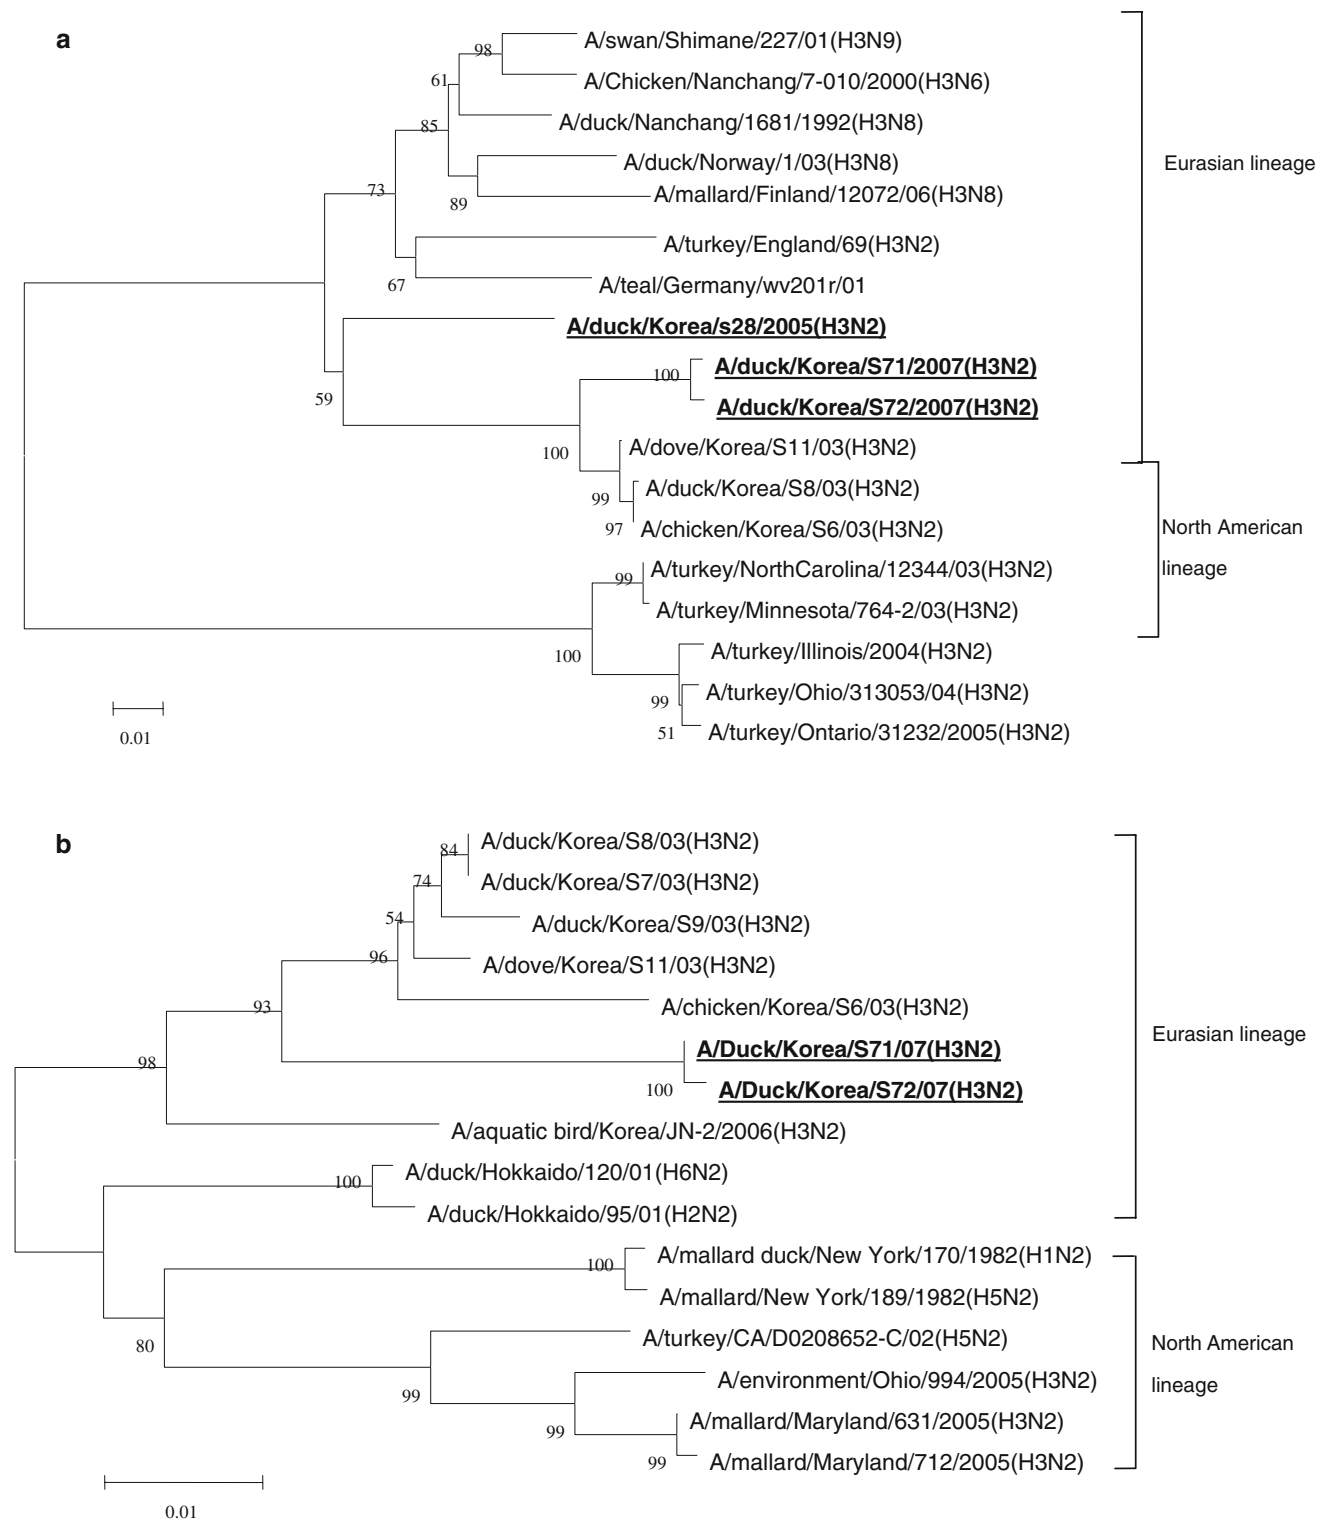 a
98
A/swan/Shimane/227/01(H3N9)
A/Chicken/Nanchang/7-010/2000(H3N6)
61
A/duck/Nanchang/1681/1992(H3N8)
85
A/duck/Norway/1/03(H3N8)
Eurasian lineage
73
89
A/mallard/Finland/12072/06(H3N8)
A/turkey/England/69(H3N2)
67
A/teal/Germany/wv201r/01
A/duck/Korea/s28/2005(H3N2)
100
A/duck/Korea/S71/2007(H3N2)
59
A/duck/Korea/S72/2007(H3N2)
100
A/dove/Korea/S11/03(H3N2)
99
A/duck/Korea/S8/03(H3N2)
97
A/chicken/Korea/S6/03(H3N2)
North American
lineage
99
A/turkey/NorthCarolina/12344/03(H3N2)
A/turkey/Minnesota/764-2/03(H3N2)
100
A/turkey/Illinois/2004(H3N2)
99
A/turkey/Ohio/313053/04(H3N2)
51
A/turkey/Ontario/31232/2005(H3N2)
0.01
b
84
A/duck/Korea/S8/03(H3N2)
74
A/duck/Korea/S7/03(H3N2)
54
A/duck/Korea/S9/03(H3N2)
96
A/dove/Korea/S11/03(H3N2)
93
A/chicken/Korea/S6/03(H3N2)
Eurasian lineage
98
A/Duck/Korea/S71/07(H3N2)
100
A/Duck/Korea/S72/07(H3N2)
A/aquatic bird/Korea/JN-2/2006(H3N2)
100
A/duck/Hokkaido/120/01(H6N2)
A/duck/Hokkaido/95/01(H2N2)
100
A/mallard duck/New York/170/1982(H1N2)
A/mallard/New York/189/1982(H5N2)
80
A/turkey/CA/D0208652-C/02(H5N2)
North American
lineage
99
A/environment/Ohio/994/2005(H3N2)
99
A/mallard/Maryland/631/2005(H3N2)
99
A/mallard/Maryland/712/2005(H3N2)
0.01